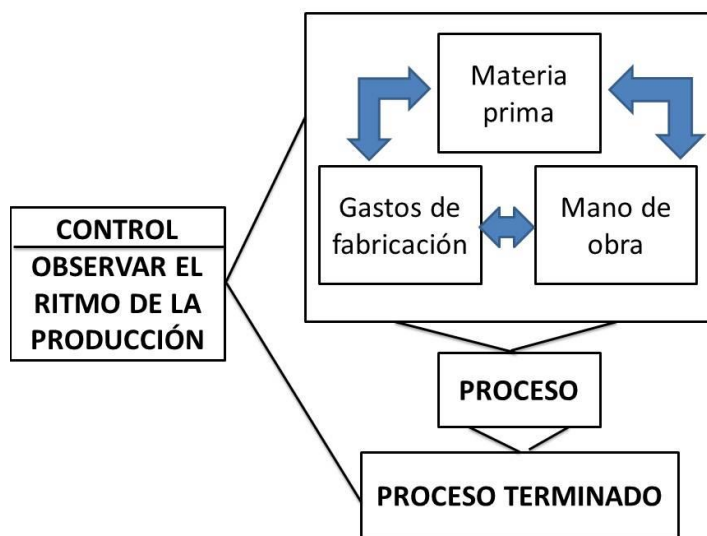 Materia
prima
Gastos de
fabricación
Mano de
obra
CONTROL
OBSERVAR EL
RITMO DE LA
PRODUCCIÓN
PROCESO
PROCESO TERMINADO